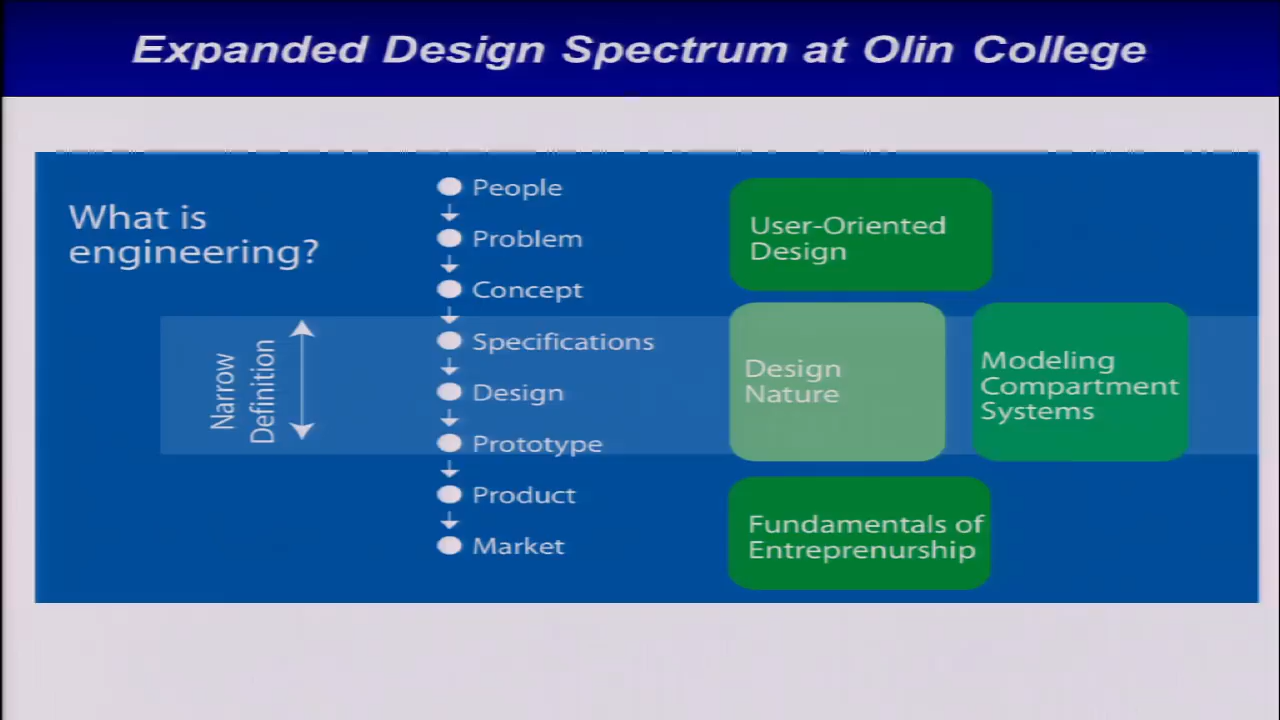 Expanded Design Spectrum at Olin College
What is
engineering?
Narrow
Definition
People
Problem
Concept
Specifications
Design
Prototype
Product
Market
User-Oriented
Design
Design
Nature
Modeling
Compartment
Systems
Fundamentals of
Entreprenurship